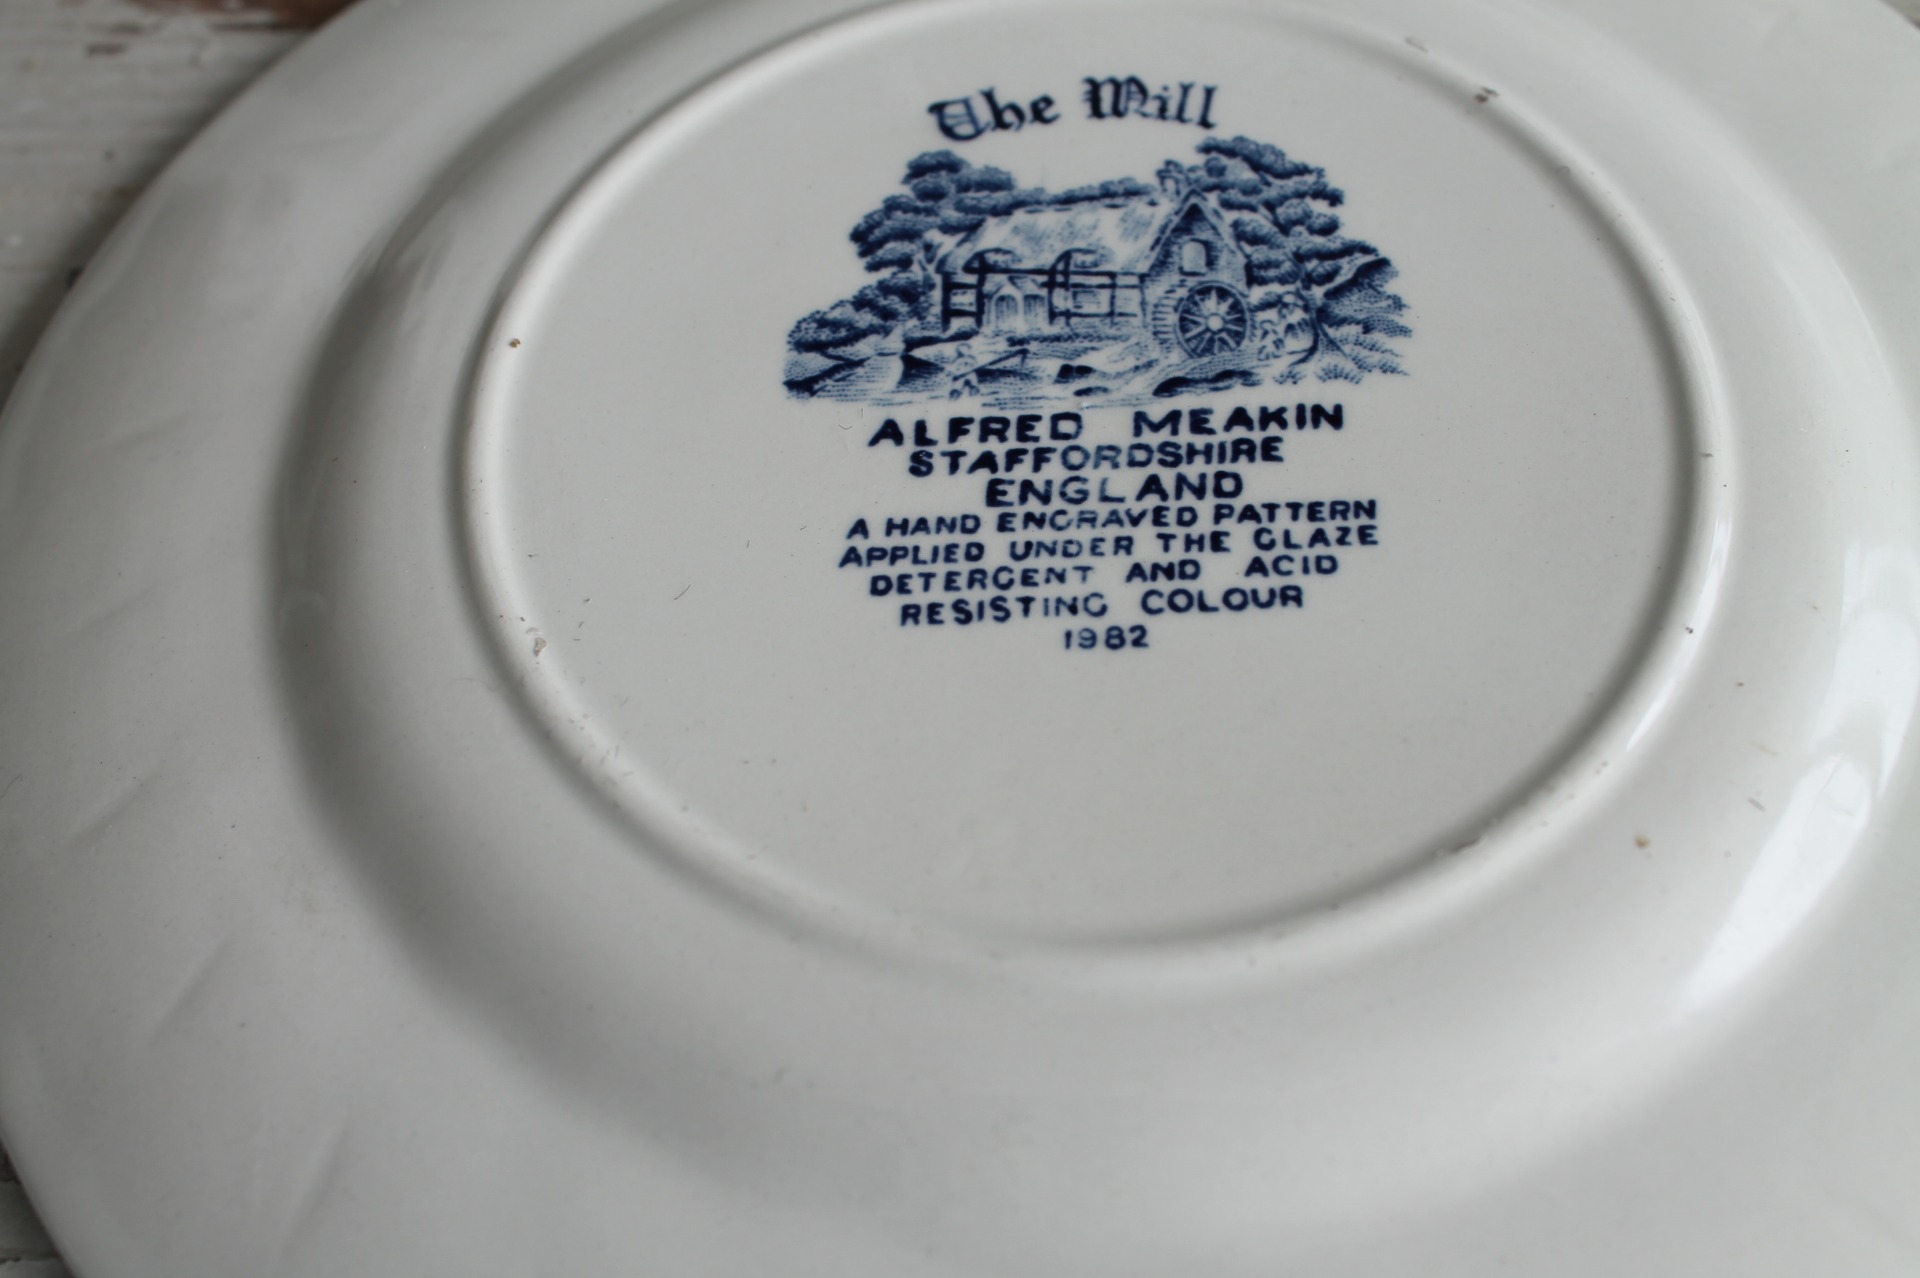 The Mill
ALFRED MEAKIN
STAFFORDSHIRE
ENGLAND
A HAND ENGRAVED PATTERN
APPLIED UNDER THE GLAZE
DETERGENT AND ACID
RESISTING COLOUR
1982